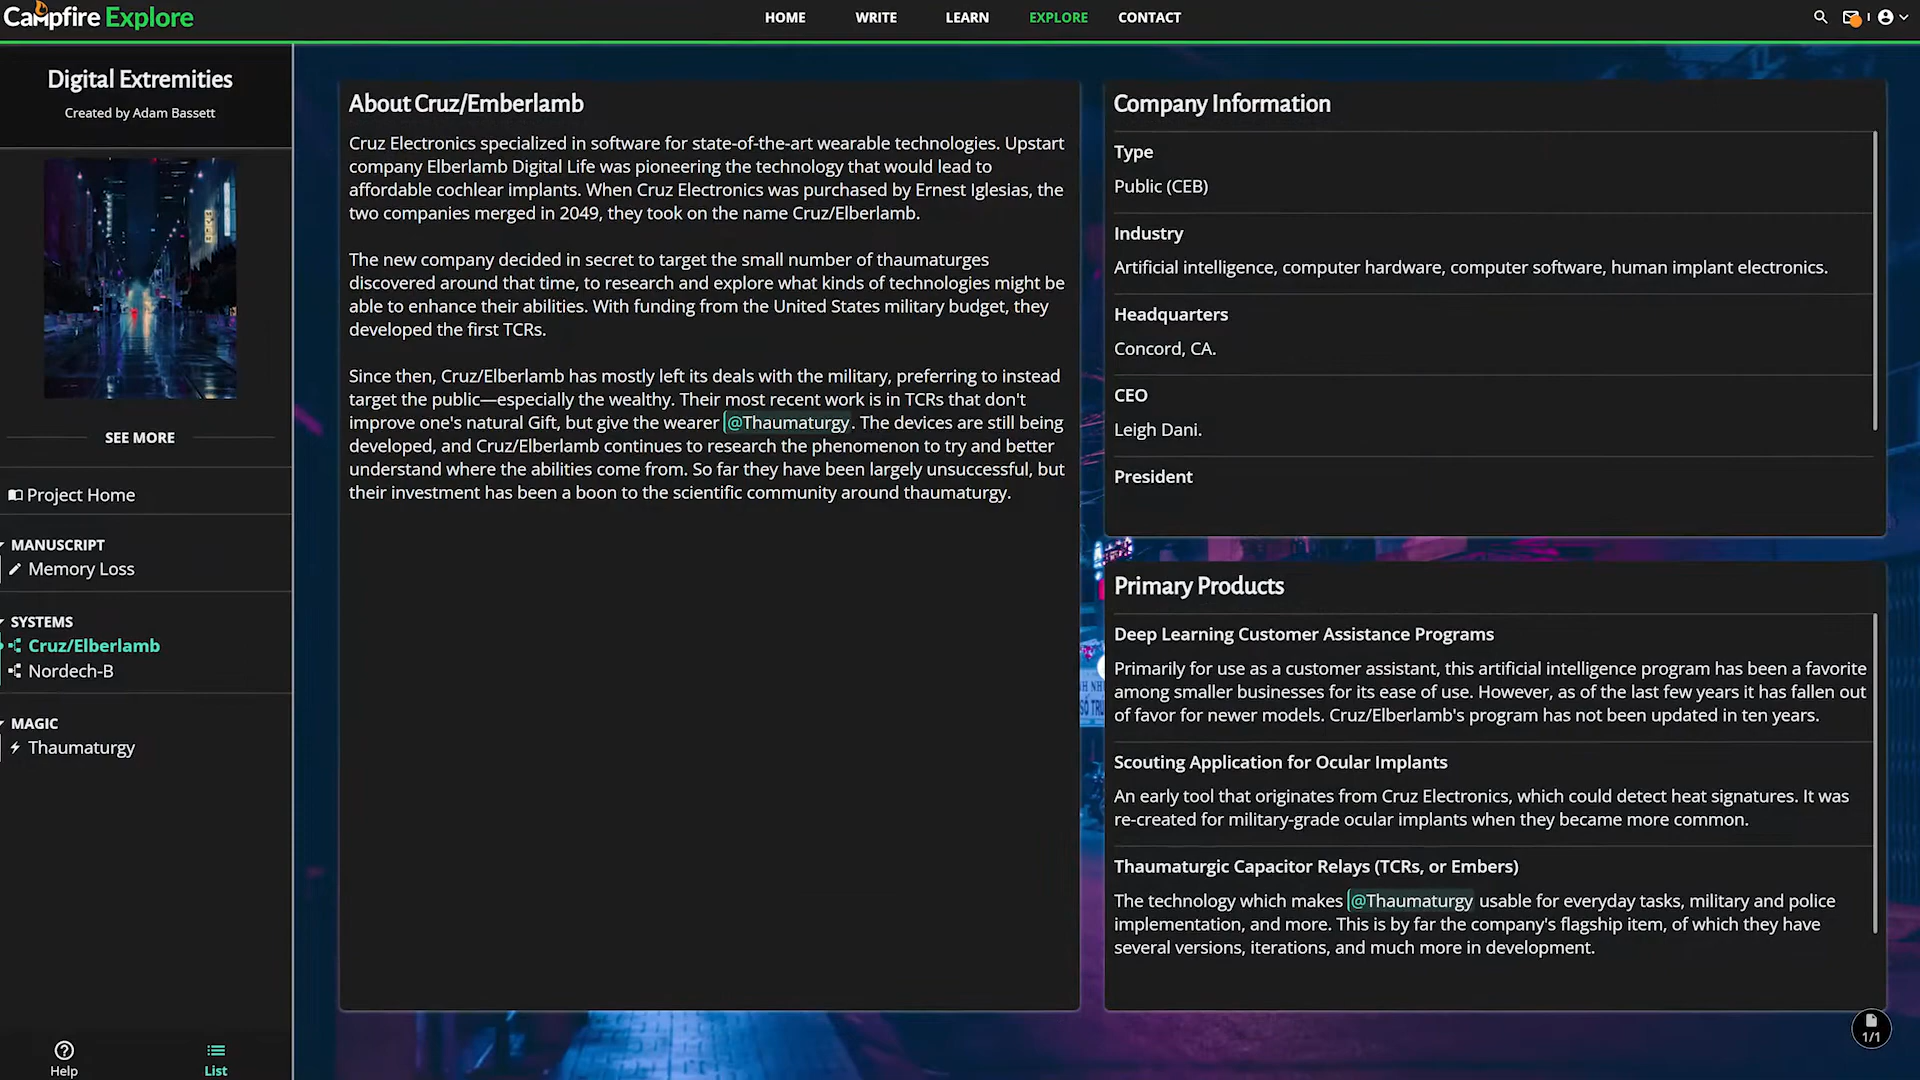 Campfire Explore
HOME
WRITE
LEARN
EXPLORE
CONTACT
Digital Extremities
Created by Adam Bassett
SEE MORE
Project Home
MANUSCRIPT
Memory Loss
SYSTEMS
Cruz/Elberlamb
Nordech-B
MAGIC
Thaumaturgy
Help
List
About Cruz/Emberlamb
Cruz Electronics specialized in software for state-of-the-art wearable technologies. Upstart
company Elberlamb Digital Life was pioneering the technology that would lead to
affordable cochlear implants. When Cruz Electronics was purchased by Ernest Iglesias, the
two companies merged in 2049, they took on the name Cruz/Elberlamb.
The new company decided in secret to target the small number of thaumaturges
discovered around that time, to research and explore what kinds of technologies might be
able to enhance their abilities. With funding from the United States military budget, they
developed the first TCRs.
Since then, Cruz/Elberlamb has mostly left its deals with the military, preferring to instead
target the public—especially the wealthy. Their most recent work is in TCRs that don't
improve one's natural Gift, but give the wearer @Thaumaturgy. The devices are still being
developed, and Cruz/Elberlamb continues to research the phenomenon to try and better
understand where the abilities come from. So far they have been largely unsuccessful, but
their investment has been a boon to the scientific community around thaumaturgy.
Company Information
Type
Public (CEB)
Industry
Artificial intelligence, computer hardware, computer software, human implant electronics.
Headquarters
Concord, CA.
CEO
Leigh Dani.
President
Primary Products
Deep Learning Customer Assistance Programs
Primarily for use as a customer assistant, this artificial intelligence program has been a favorite
among smaller businesses for its ease of use. However, as of the last few years it has fallen out
of favor for newer models. Cruz/Elberlamb's program has not been updated in ten years.
Scouting Application for Ocular Implants
An early tool that originates from Cruz Electronics, which could detect heat signatures. It was
re-created for military-grade ocular implants when they became more common.
Thaumaturgic Capacitor Relays (TCRs, or Embers)
The technology which makes @Thaumaturgy usable for everyday tasks, military and police
implementation, and more. This is by far the company's flagship item, of which they have
several versions, iterations, and much more in development.
1/1